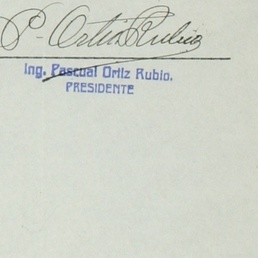 P. Ortiz Rubio
Ing. Pascual Ortiz Rubio.
PRESIDENTE